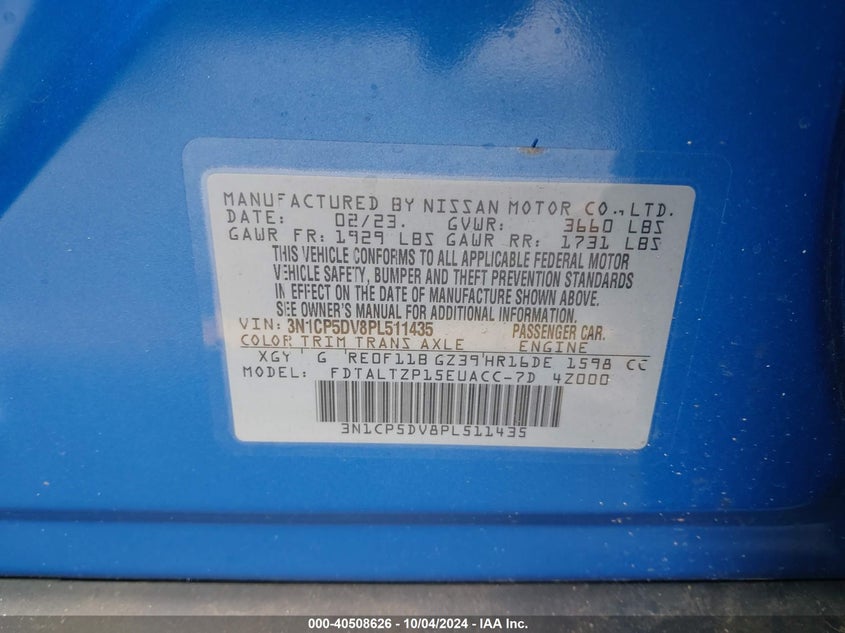 MANUFACTURED BY NISSAN MOTOR CO., LTD.
DATE: 02/23. GVWR: 3660 LBS
GAWR FR: 1929 LBS GAWR RR: 1731 LBS
THIS VEHICLE CONFORMS TO ALL APPLICABLE FEDERAL MOTOR
VEHICLE SAFETY, BUMPER AND THEFT PREVENTION STANDARDS
IN EFFECT ON THE DATE OF MANUFACTURE SHOWN ABOVE.
SEE OWNER'S MANUAL FOR ADDITIONAL INFORMATION.
VIN: 3N1CP5DV8PL511435 PASSENGER CAR.
COLOR TRIM TRANS AXLE ENGINE
XGY G RE0F11B GZ39 HR16DE 1598 CC
MODEL: FDTALTZP15EUACC-7D 4Z000
3N1CP5DV8PL511435
000-40508626 - 10/04/2024 - IAA Inc.